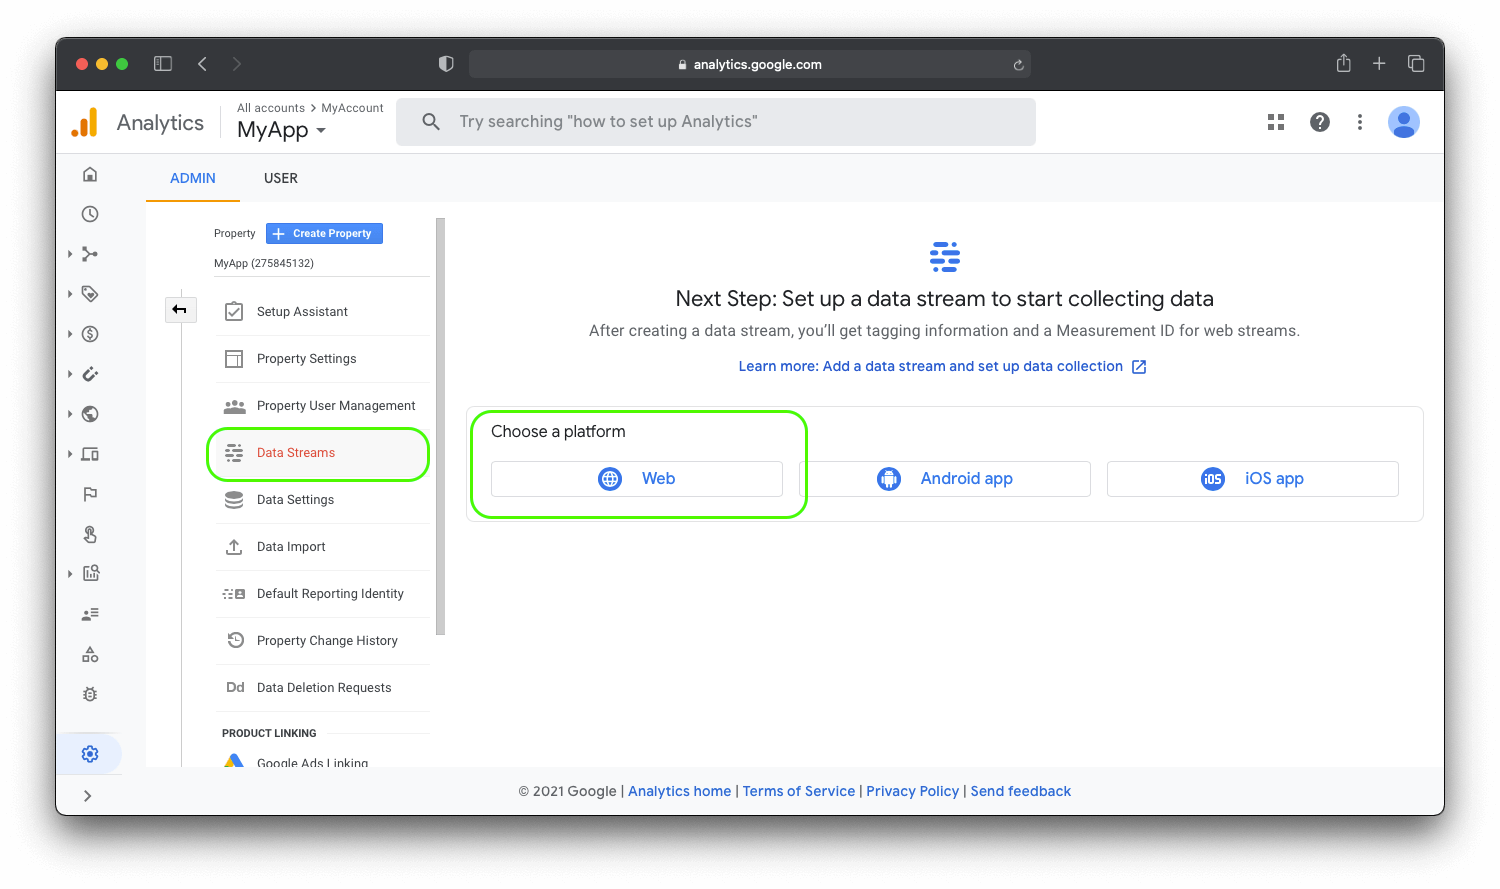 analytics.google.com
Analytics
All accounts > MyAccount
MyApp
Try searching "how to set up Analytics"
ADMIN
USER
Property
Create Property
MyApp (275845132)
Setup Assistant
Property Settings
Property User Management
Data Streams
Data Settings
Data Import
Default Reporting Identity
Property Change History
Dd Data Deletion Requests
PRODUCT LINKING
Google Ads Linking
Next Step: Set up a data stream to start collecting data
After creating a data stream, you’ll get tagging information and a Measurement ID for web streams.
Learn more: Add a data stream and set up data collection
Choose a platform
Web
Android app
iOS iOS app
© 2021 Google | Analytics home | Terms of Service | Privacy Policy | Send feedback